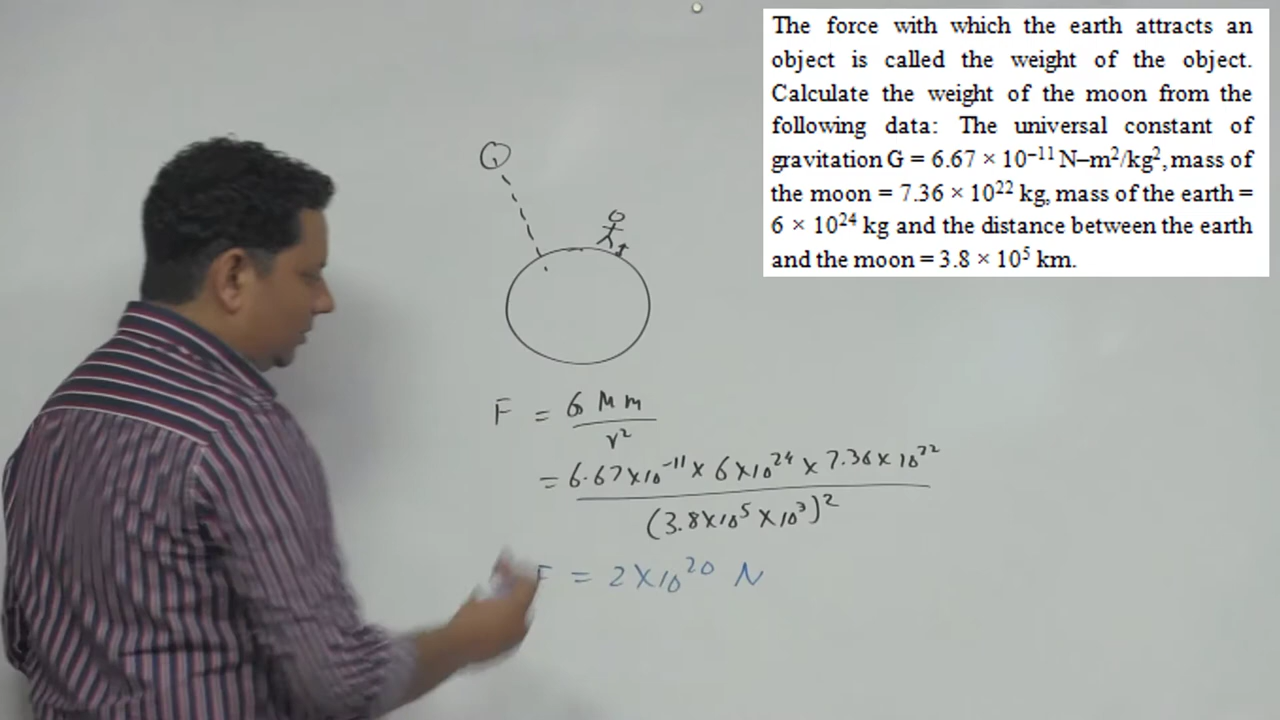 The force with which the earth attracts an
object is called the weight of the object.
Calculate the weight of the moon from the
following data: The universal constant of
gravitation G = 6.67 × 10⁻¹¹ N–m²/kg², mass of
the moon = 7.36 × 10²² kg, mass of the earth =
6 × 10²⁴ kg and the distance between the earth
and the moon = 3.8 × 10⁵ km.
F = G M m
r²
= 6.67×10⁻¹¹ × 6×10²⁴ × 7.36×10²²
(3.8×10⁵ ×10³)²
F = 2×10²⁰ N